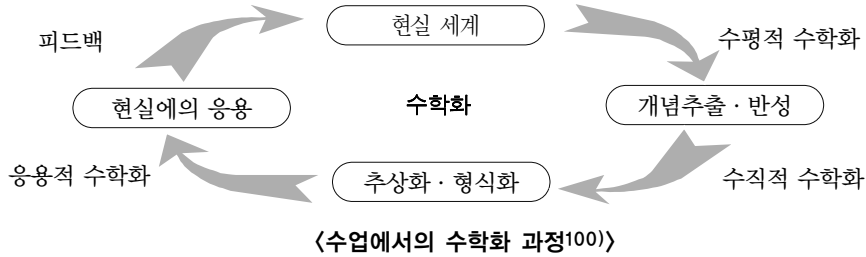 현실 세계
피드백
수평적 수학화
현실에의 응용
수학화
개념추출 · 반성
응용적 수학화
추상화 · 형식화
수직적 수학화
〈수업에서의 수학화 과정100)〉